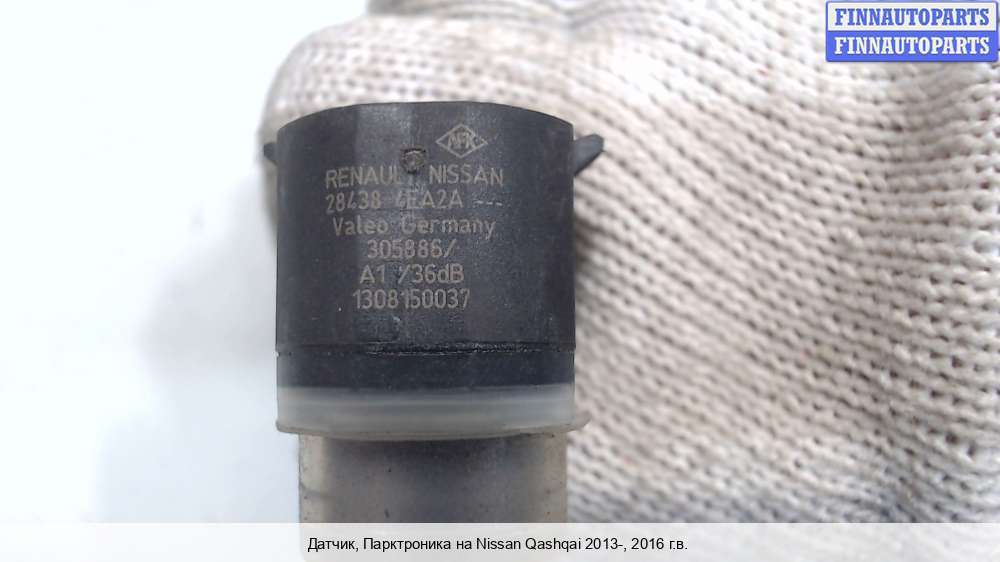 FINNAUTOPARTS
FINNAUTOPARTS
RENAULT NISSAN
28438 4EA2A ---
Valeo Germany
305886/
A1 /36dB
1308150037
Датчик, Парктроника на Nissan Qashqai 2013-, 2016 г.в.